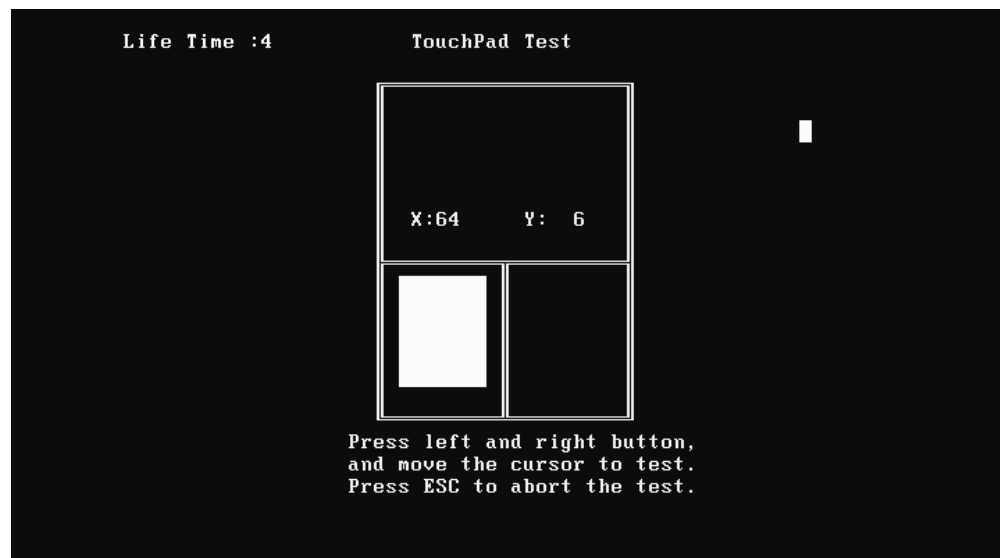 Life Time :4 TouchPad Test
X:64 Y: 6
Press left and right button,
and move the cursor to test.
Press ESC to abort the test.